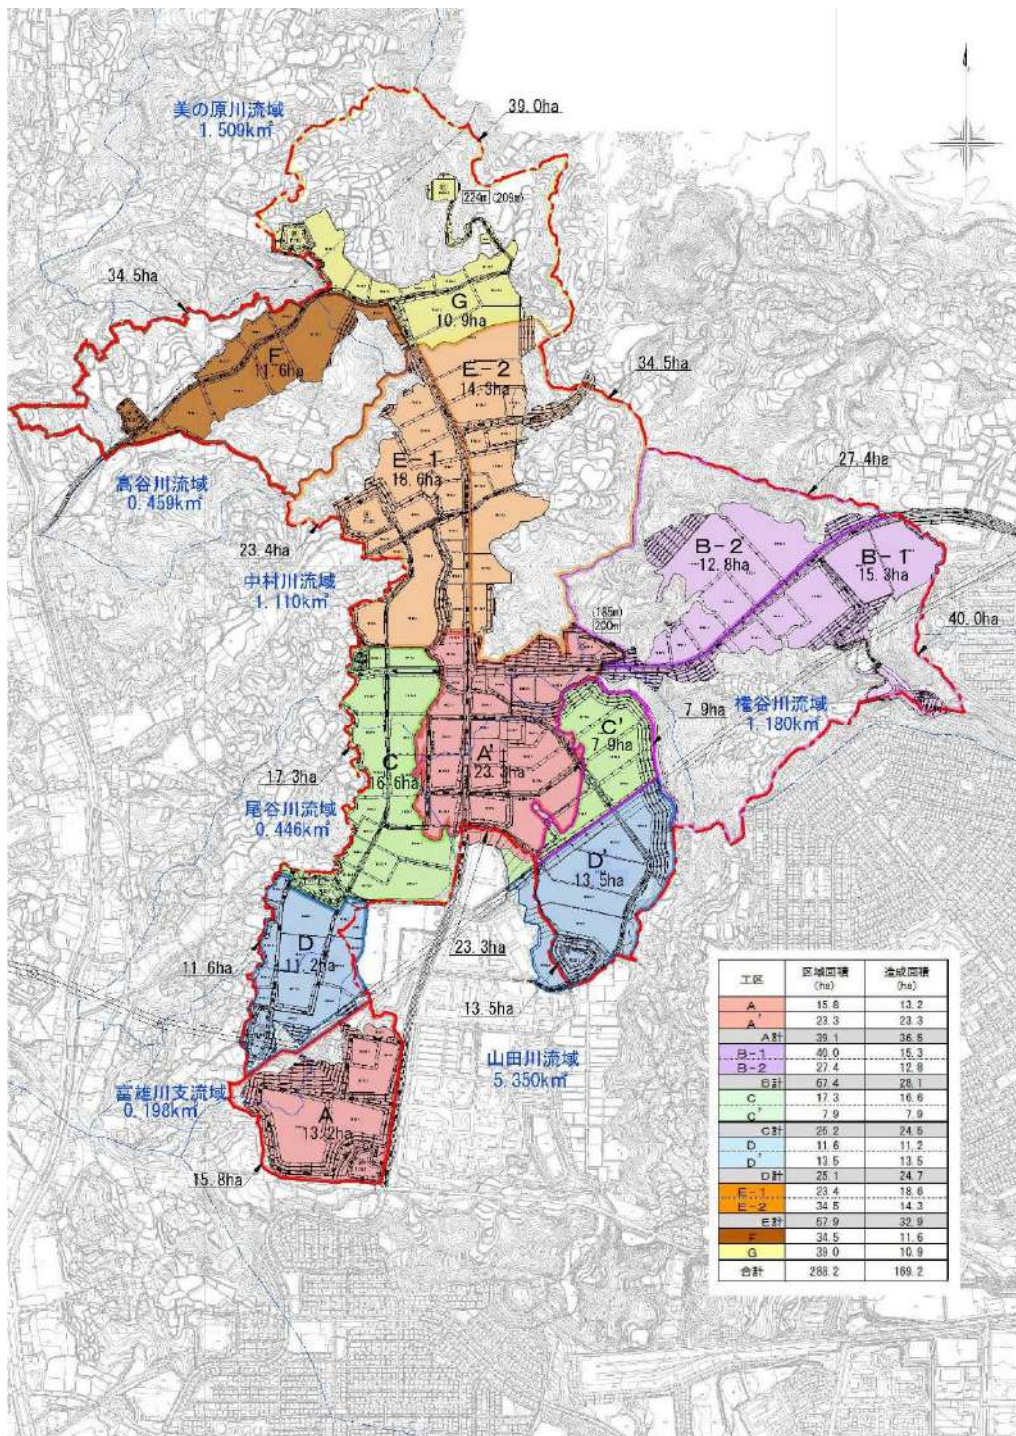 美の原川流域
1.509km²
39.0ha
224m (209m)
34.5ha
G
10.9ha
F
11.6ha
E-2
14.3ha
34.5ha
E-1
18.6ha
27.4ha
高谷川流域
0.459km²
23.4ha
B-2
12.8ha
B-1
15.3ha
中村川流域
1.110km²
(185m)
200m
40.0ha
7.9ha
権谷川流域
1.180km²
C'
7.9ha
A'
23.3ha
C
16.6ha
17.3ha
尾谷川流域
0.446km²
D'
13.5ha
D
11.2ha
23.3ha
11.6ha
13.5ha
山田川流域
5.350km²
富雄川支流域
0.198km²
A
13.2ha
15.8ha
工区 区域面積(ha) 造成面積(ha)
A 15.8 13.2
A' 23.3 23.3
A計 39.1 36.5
B-1 40.0 15.3
B-2 27.4 12.8
B計 67.4 28.1
C 17.3 16.6
C' 7.9 7.9
C計 25.2 24.5
D 11.6 11.2
D' 13.5 13.5
D計 25.1 24.7
E-1 23.4 18.6
E-2 34.5 14.3
E計 57.9 32.9
F 34.5 11.6
G 39.0 10.9
合計 288.2 169.2